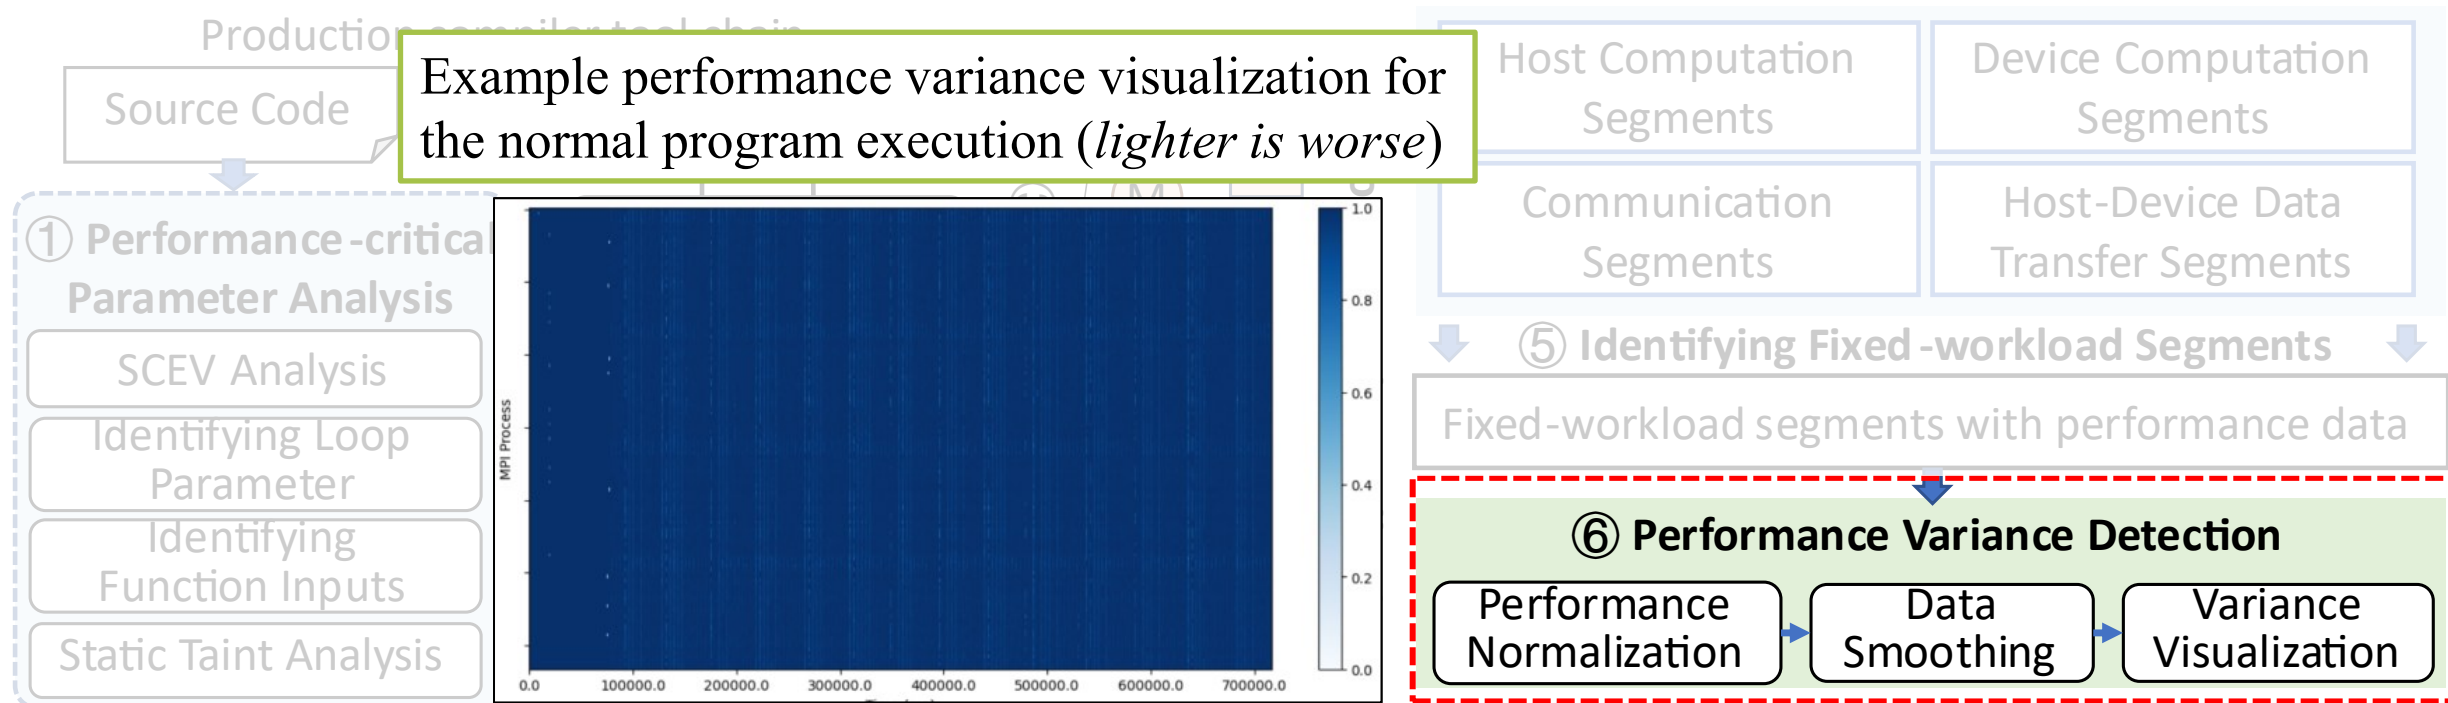 Production compiler tool chain
Source Code
Example performance variance visualization for
the normal program execution (lighter is worse)
① Performance-critical
Parameter Analysis
SCEV Analysis
Identifying Loop
Parameter
Identifying
Function Inputs
Static Taint Analysis
M
MPI Process
0.0 100000.0 200000.0 300000.0 400000.0 500000.0 600000.0 700000.0
1.0
0.8
0.6
0.4
0.2
0.0
Host Computation
Segments
Device Computation
Segments
Communication
Segments
Host-Device Data
Transfer Segments
⑤ Identifying Fixed-workload Segments
Fixed-workload segments with performance data
⑥ Performance Variance Detection
Performance
Normalization
Data
Smoothing
Variance
Visualization